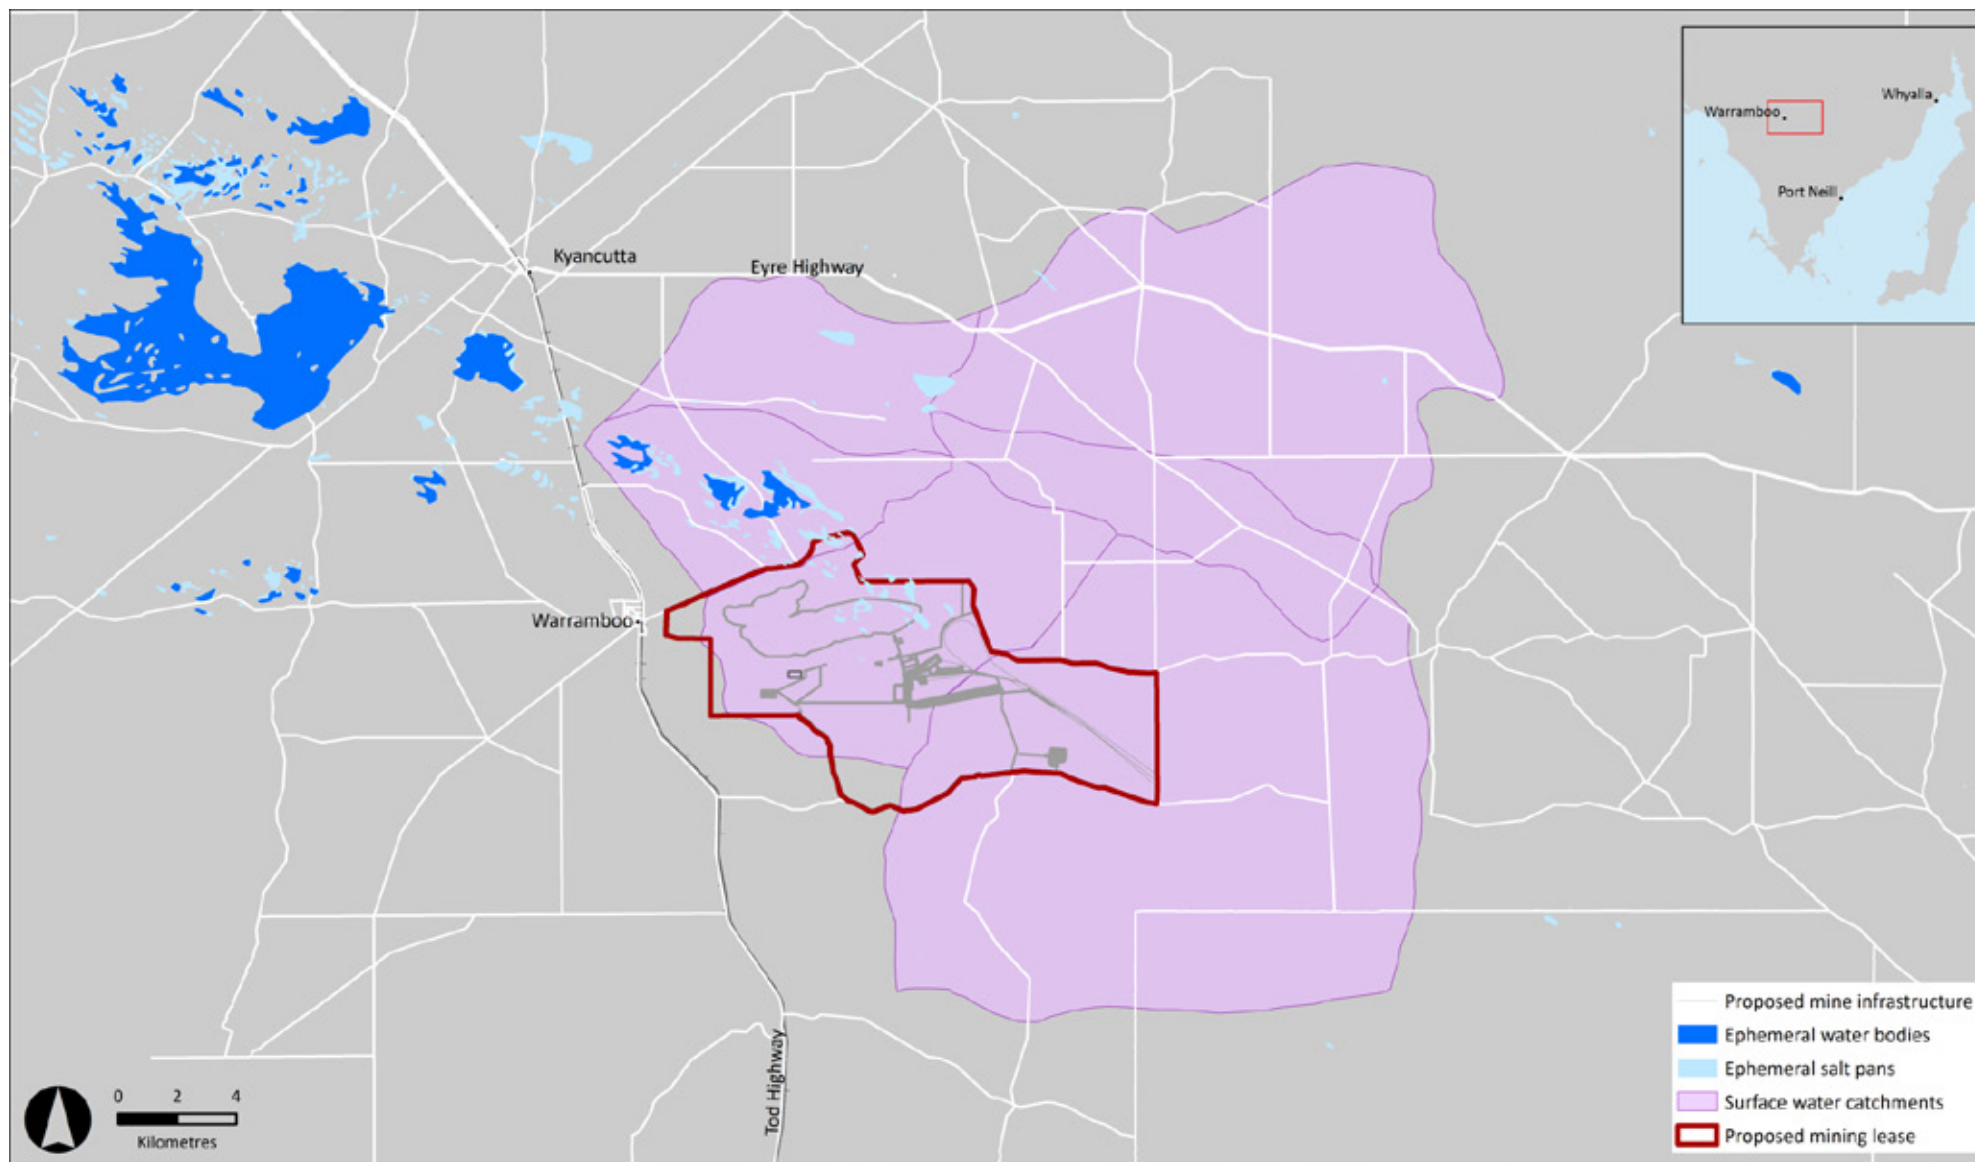 Whyalla
Warramboo
Port Neill
Kyancutta
Eyre Highway
Warramboo
Tod Highway
0 2 4
Kilometres
Proposed mine infrastructure
Ephemeral water bodies
Ephemeral salt pans
Surface water catchments
Proposed mining lease